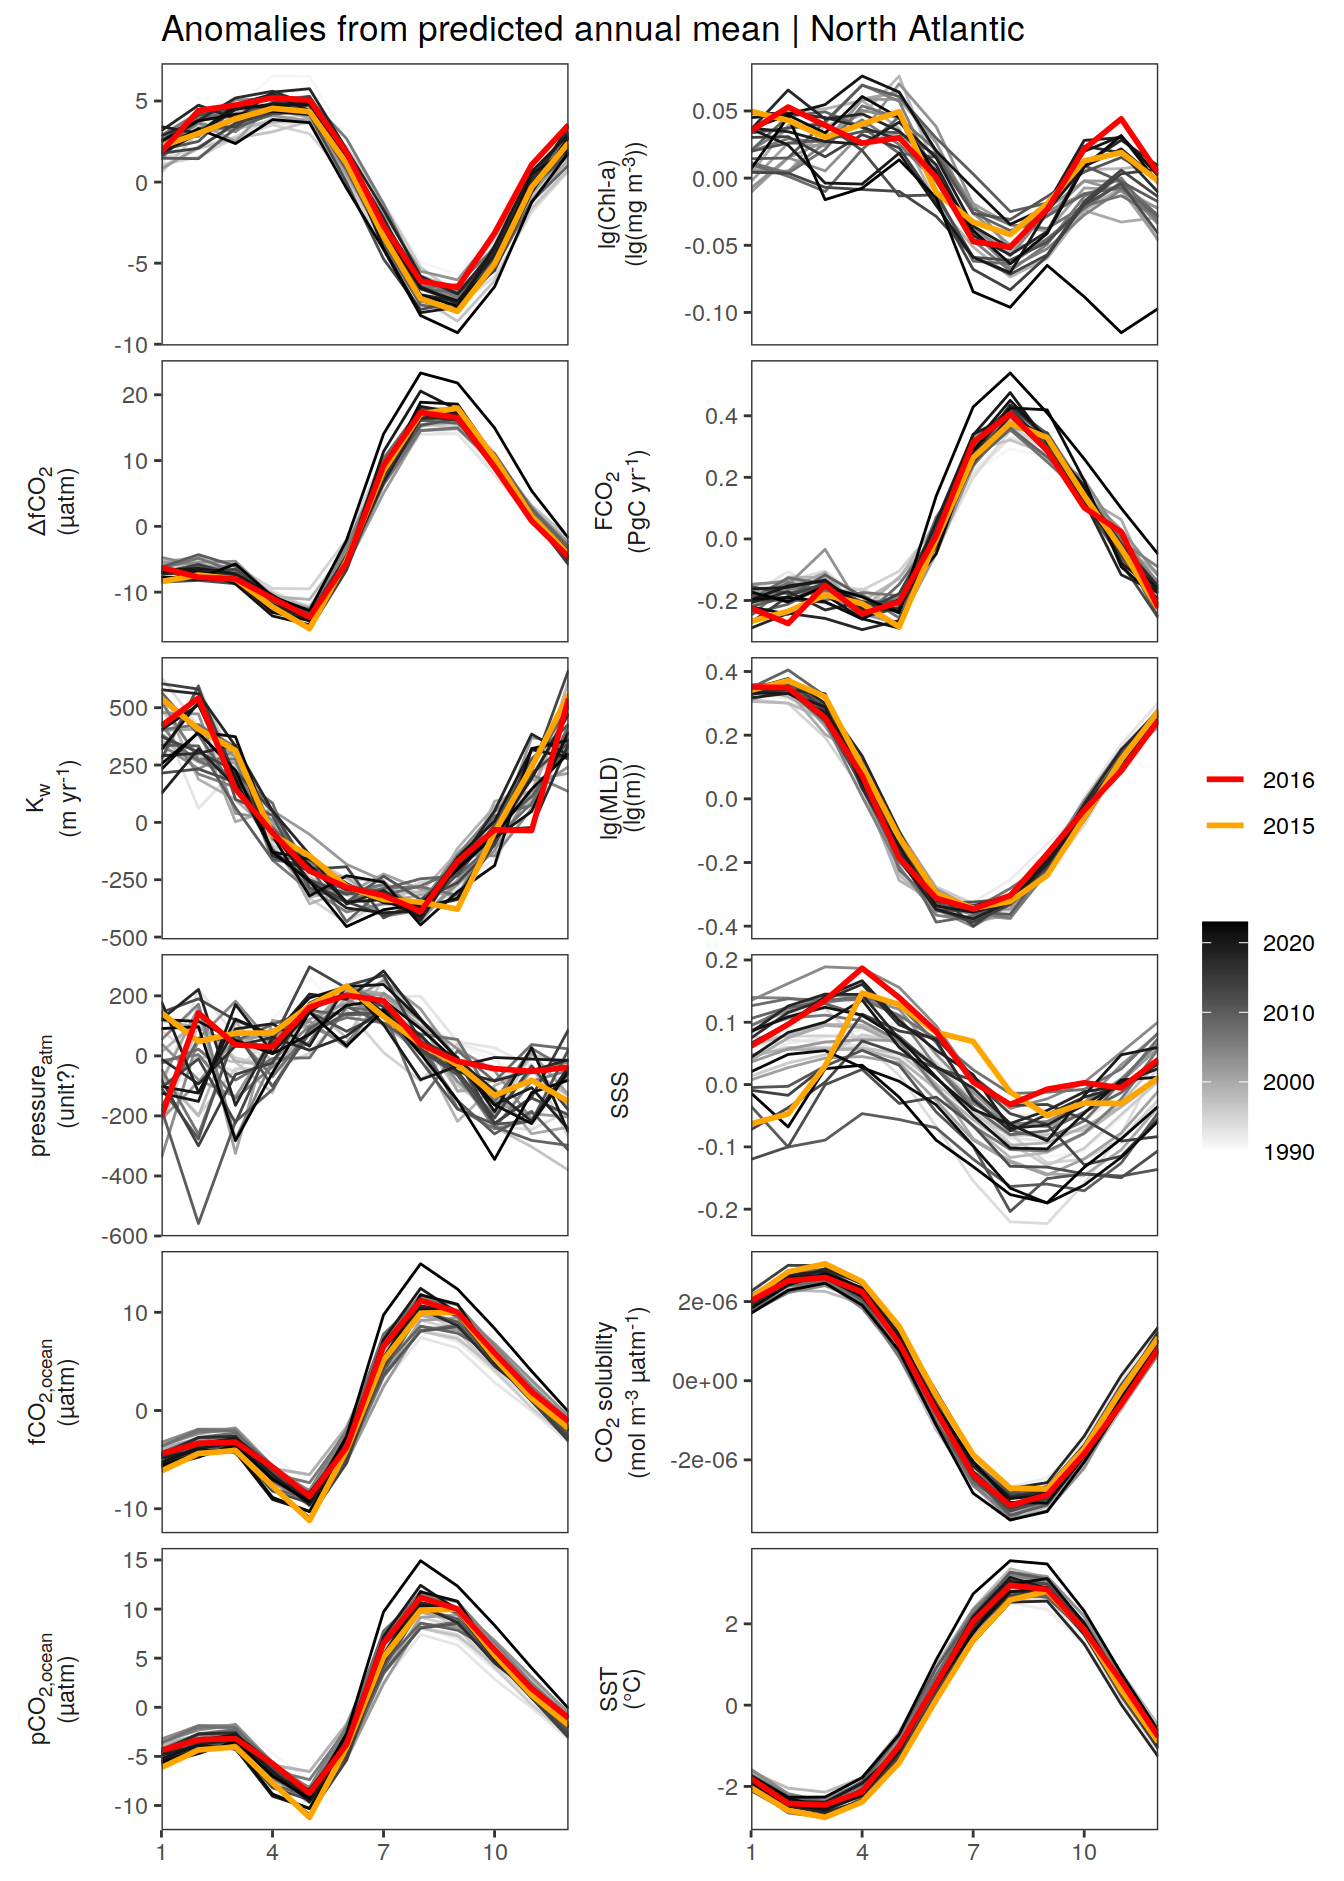 Anomalies from predicted annual mean | North Atlantic
5
0
-5
-10
0.05
0.00
-0.05
-0.10
lg(Chl-a)
(lg(mg m-3))
20
10
0
-10
ΔfCO2
(µatm)
0.4
0.2
0.0
-0.2
FCO2
(PgC yr-1)
500
250
0
-250
-500
Kw
(m yr-1)
0.4
0.2
0.0
-0.2
-0.4
lg(MLD)
(lg(m))
200
0
-200
-400
-600
pressureatm
(unit?)
0.2
0.1
0.0
-0.1
-0.2
SSS
10
0
-10
fCO2,ocean
(µatm)
2e-06
0e+00
-2e-06
CO2 solubility
(mol m-3 µatm-1)
15
10
5
0
-5
-10
pCO2,ocean
(µatm)
2
0
-2
SST
(°C)
1 4 7 10
1 4 7 10
2016
2015
2020
2010
2000
1990